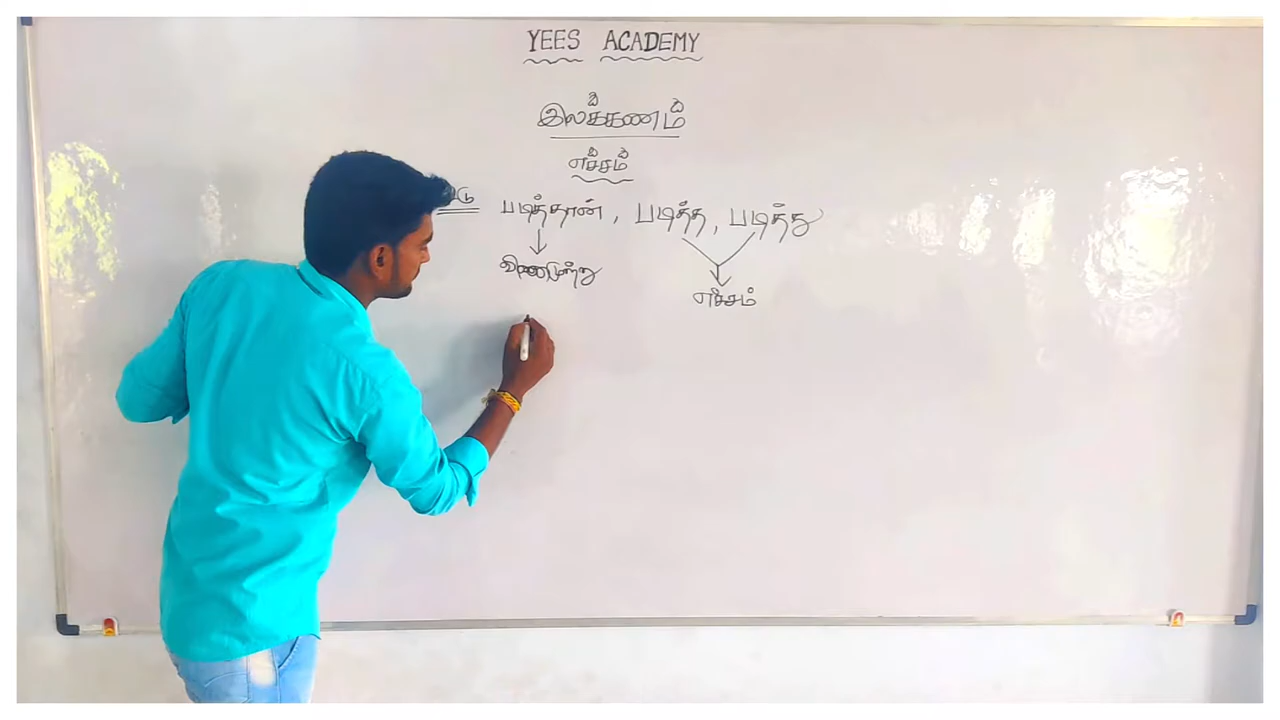 YEES ACADEMY
இலக்கணம்
எச்சம்
படித்தான், படித்த, படித்து
வினைமுற்று
எச்சம்